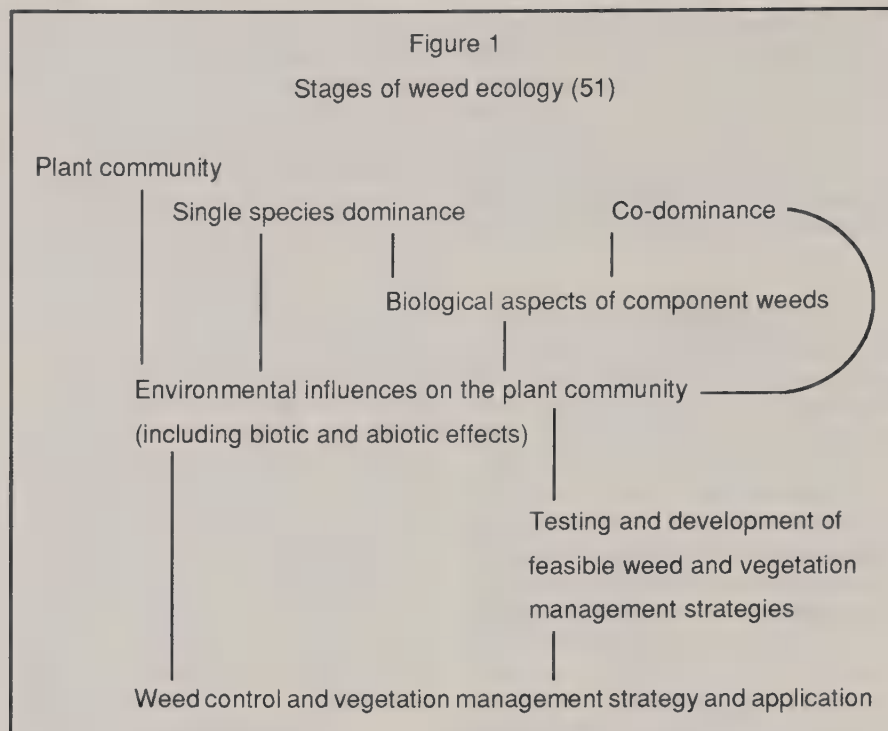 Figure 1
Stages of weed ecology (51)
Plant community
Single species dominance
Co-dominance
Biological aspects of component weeds
Environmental influences on the plant community
(including biotic and abiotic effects)
Testing and development of
feasible weed and vegetation
management strategies
Weed control and vegetation management strategy and application